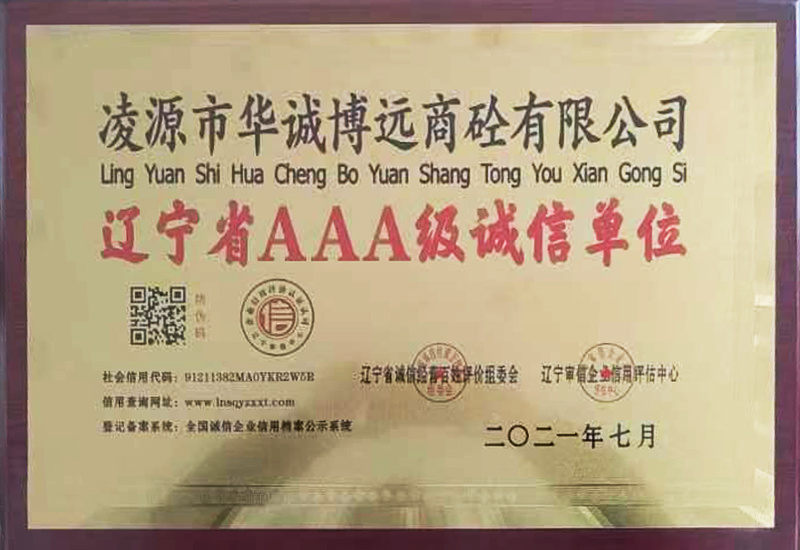 凌源市华诚博远商砼有限公司
Ling Yuan Shi Hua Cheng Bo Yuan Shang Tong You Xian Gong Si
辽宁省AAA级诚信单位
防伪码
信
社会信用代码：91211382MA0YKR2W5R
信用查询网址：www.lnsqyzxxt.com
登记备案系统：全国诚信企业信用档案公示系统
辽宁省诚信经营百姓评价组委会
辽宁审信企业信用评估中心
二〇二一年七月